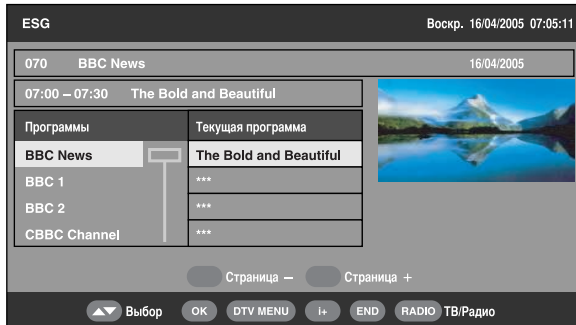 ESG Воскр. 16/04/2005 07:05:11
070 BBC News 16/04/2005
07:00 – 07:30 The Bold and Beautiful
Программы Текущая программа
BBC News The Bold and Beautiful
BBC 1 ***
BBC 2 ***
CBBC Channel ***
Страница – Страница +
Выбор OK DTV MENU i+ END RADIO ТВ/Радио